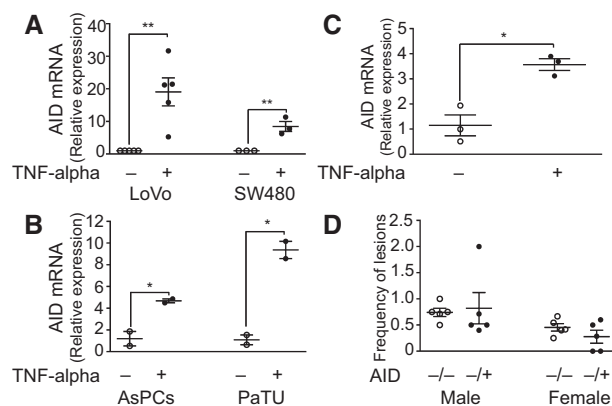 A
AID mRNA
(Relative expression)
40
30
20
10
0
**
**
TNF-alpha – + – +
LoVo SW480
B
AID mRNA
(Relative expression)
12
10
8
6
4
2
0
*
*
TNF-alpha – + – +
AsPCs PaTU
C
AID mRNA
(Relative expression)
5
4
3
2
1
0
*
TNF-alpha – +
D
Frequency of lesions
2.5
2.0
1.5
1.0
0.5
0
AID –/– –/+ –/– –/+
Male Female